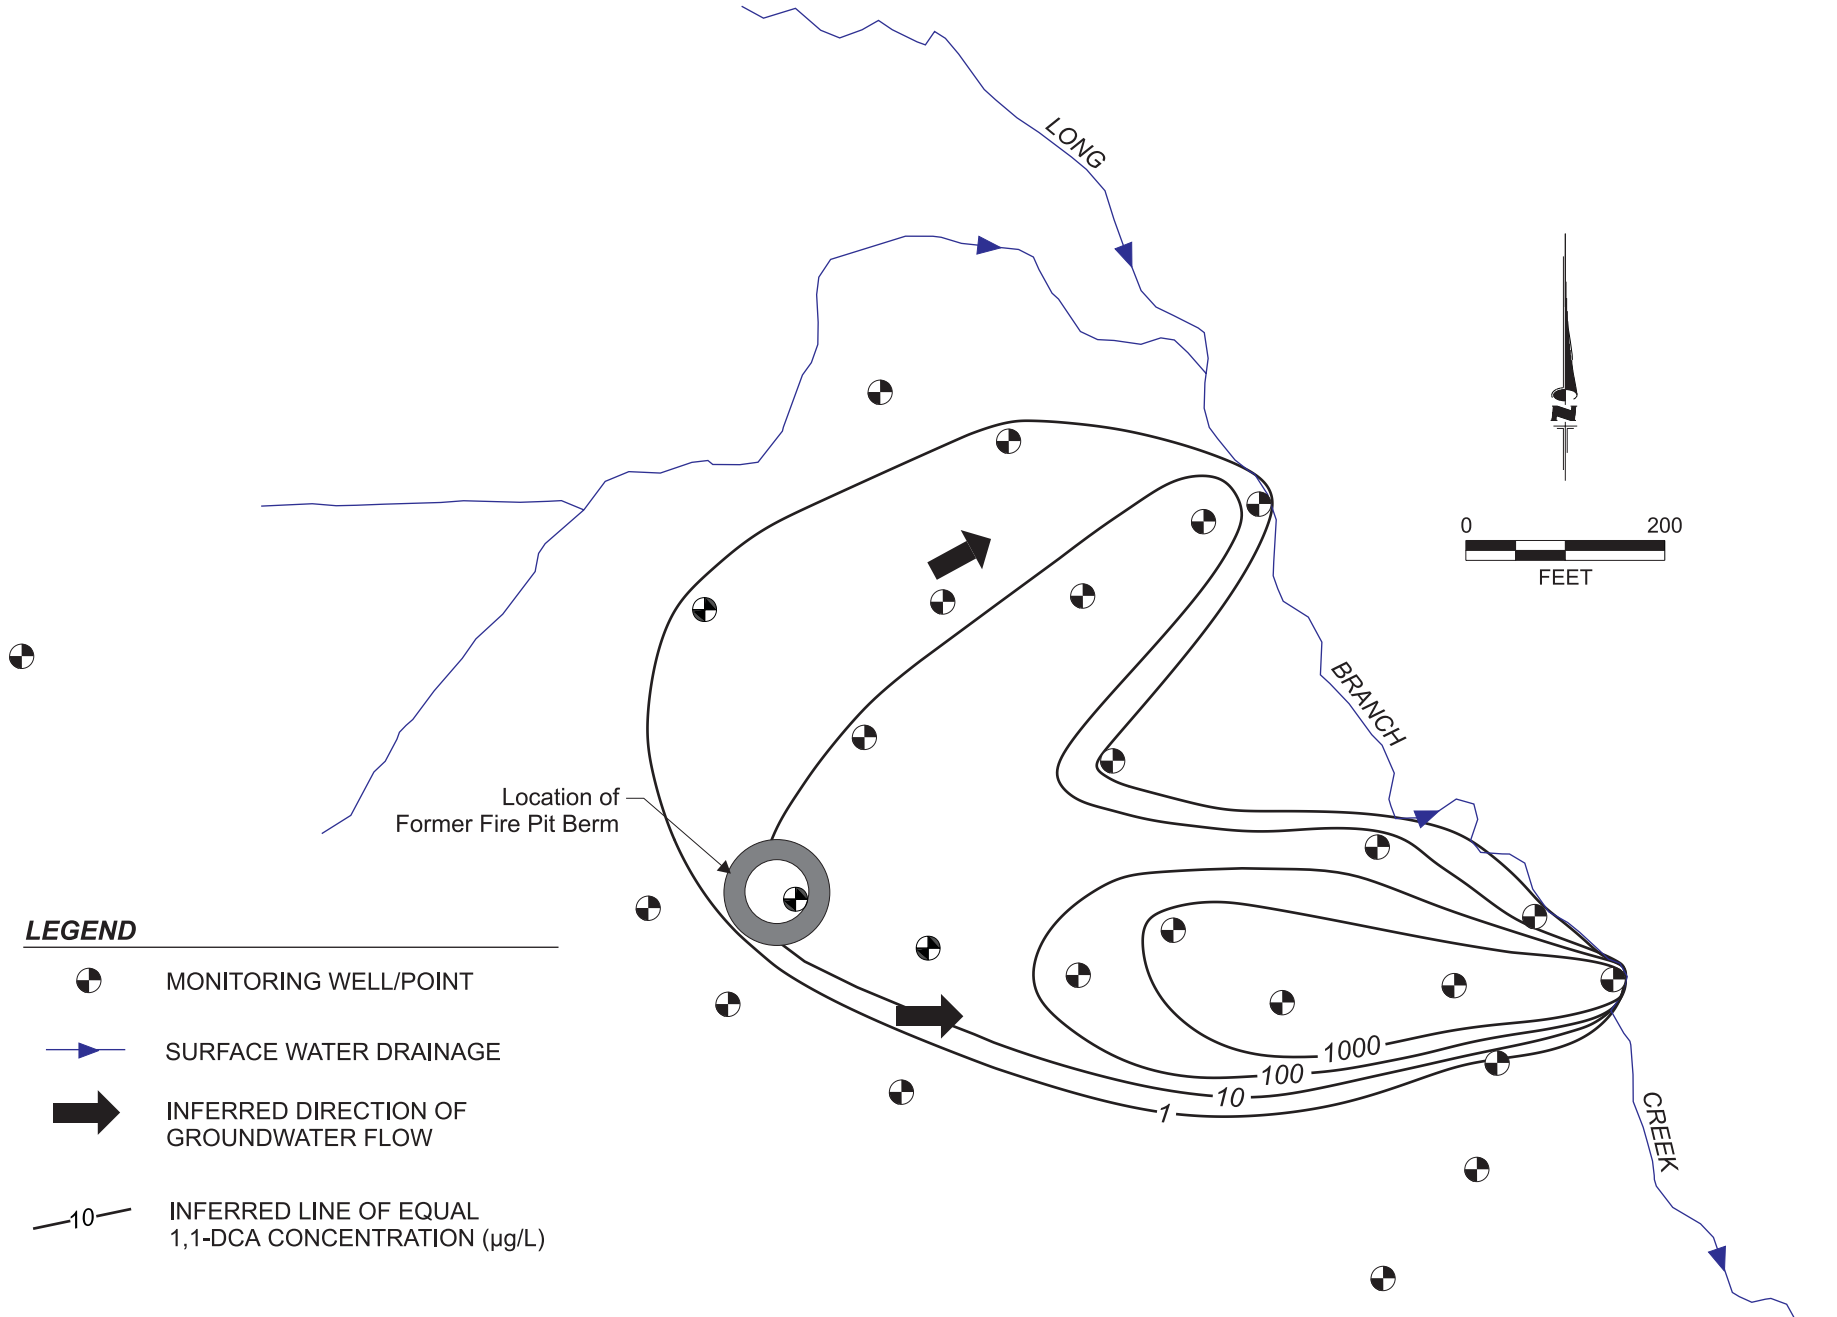 LONG
0 200
FEET
BRANCH
Location of
Former Fire Pit Berm
LEGEND
MONITORING WELL/POINT
SURFACE WATER DRAINAGE
INFERRED DIRECTION OF
GROUNDWATER FLOW
10
INFERRED LINE OF EQUAL
1,1-DCA CONCENTRATION (µg/L)
1000
100
10
1
CREEK
N